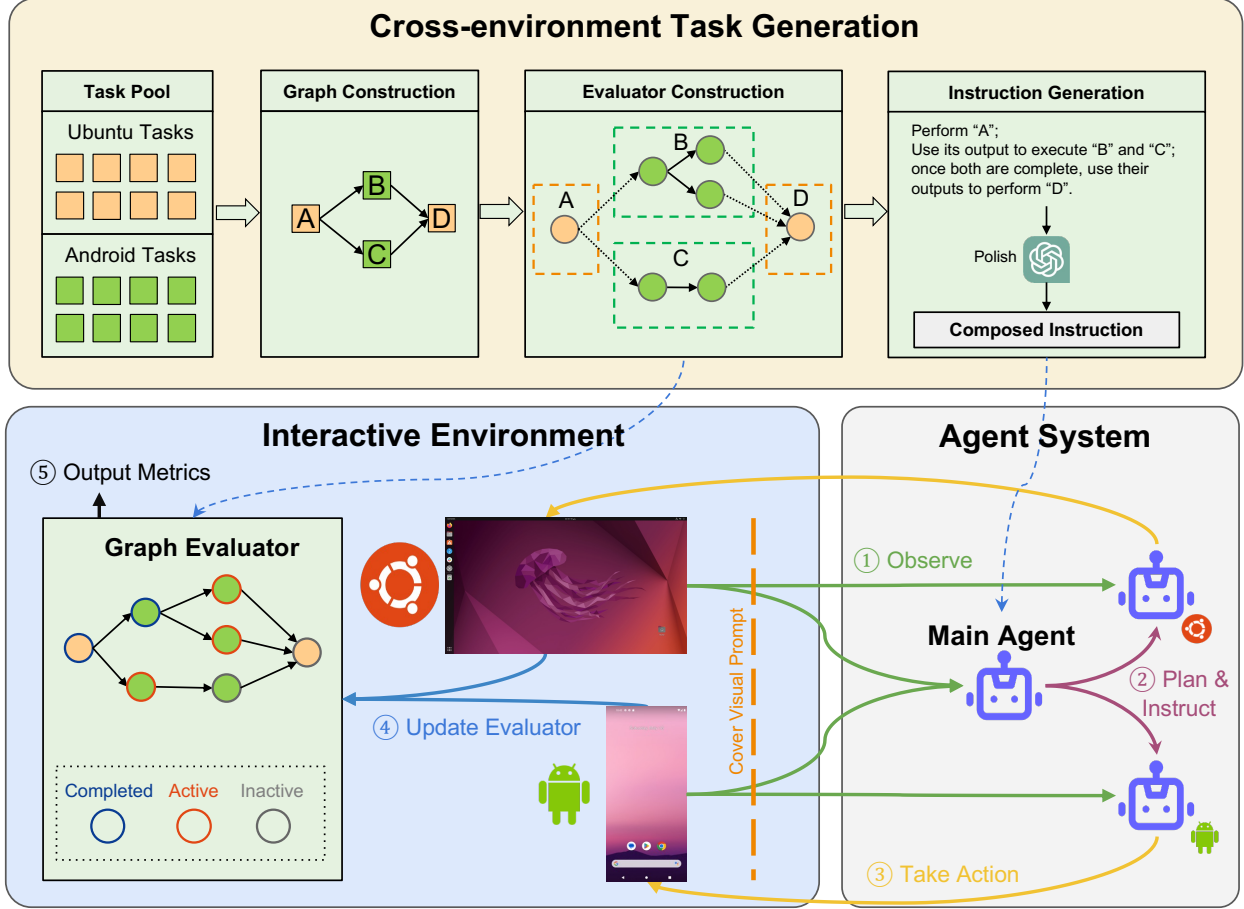 Cross-environment Task Generation
Task Pool
Ubuntu Tasks
Android Tasks
Graph Construction
A
B
C
D
Evaluator Construction
A
B
C
D
Instruction Generation
Perform “A”;
Use its output to execute “B” and “C”;
once both are complete, use their
outputs to perform “D”.
Polish
Composed Instruction
Interactive Environment
⑤ Output Metrics
Graph Evaluator
Completed
Active
Inactive
④ Update Evaluator
Cover Visual Prompt
Agent System
① Observe
Main Agent
② Plan &
Instruct
③ Take Action